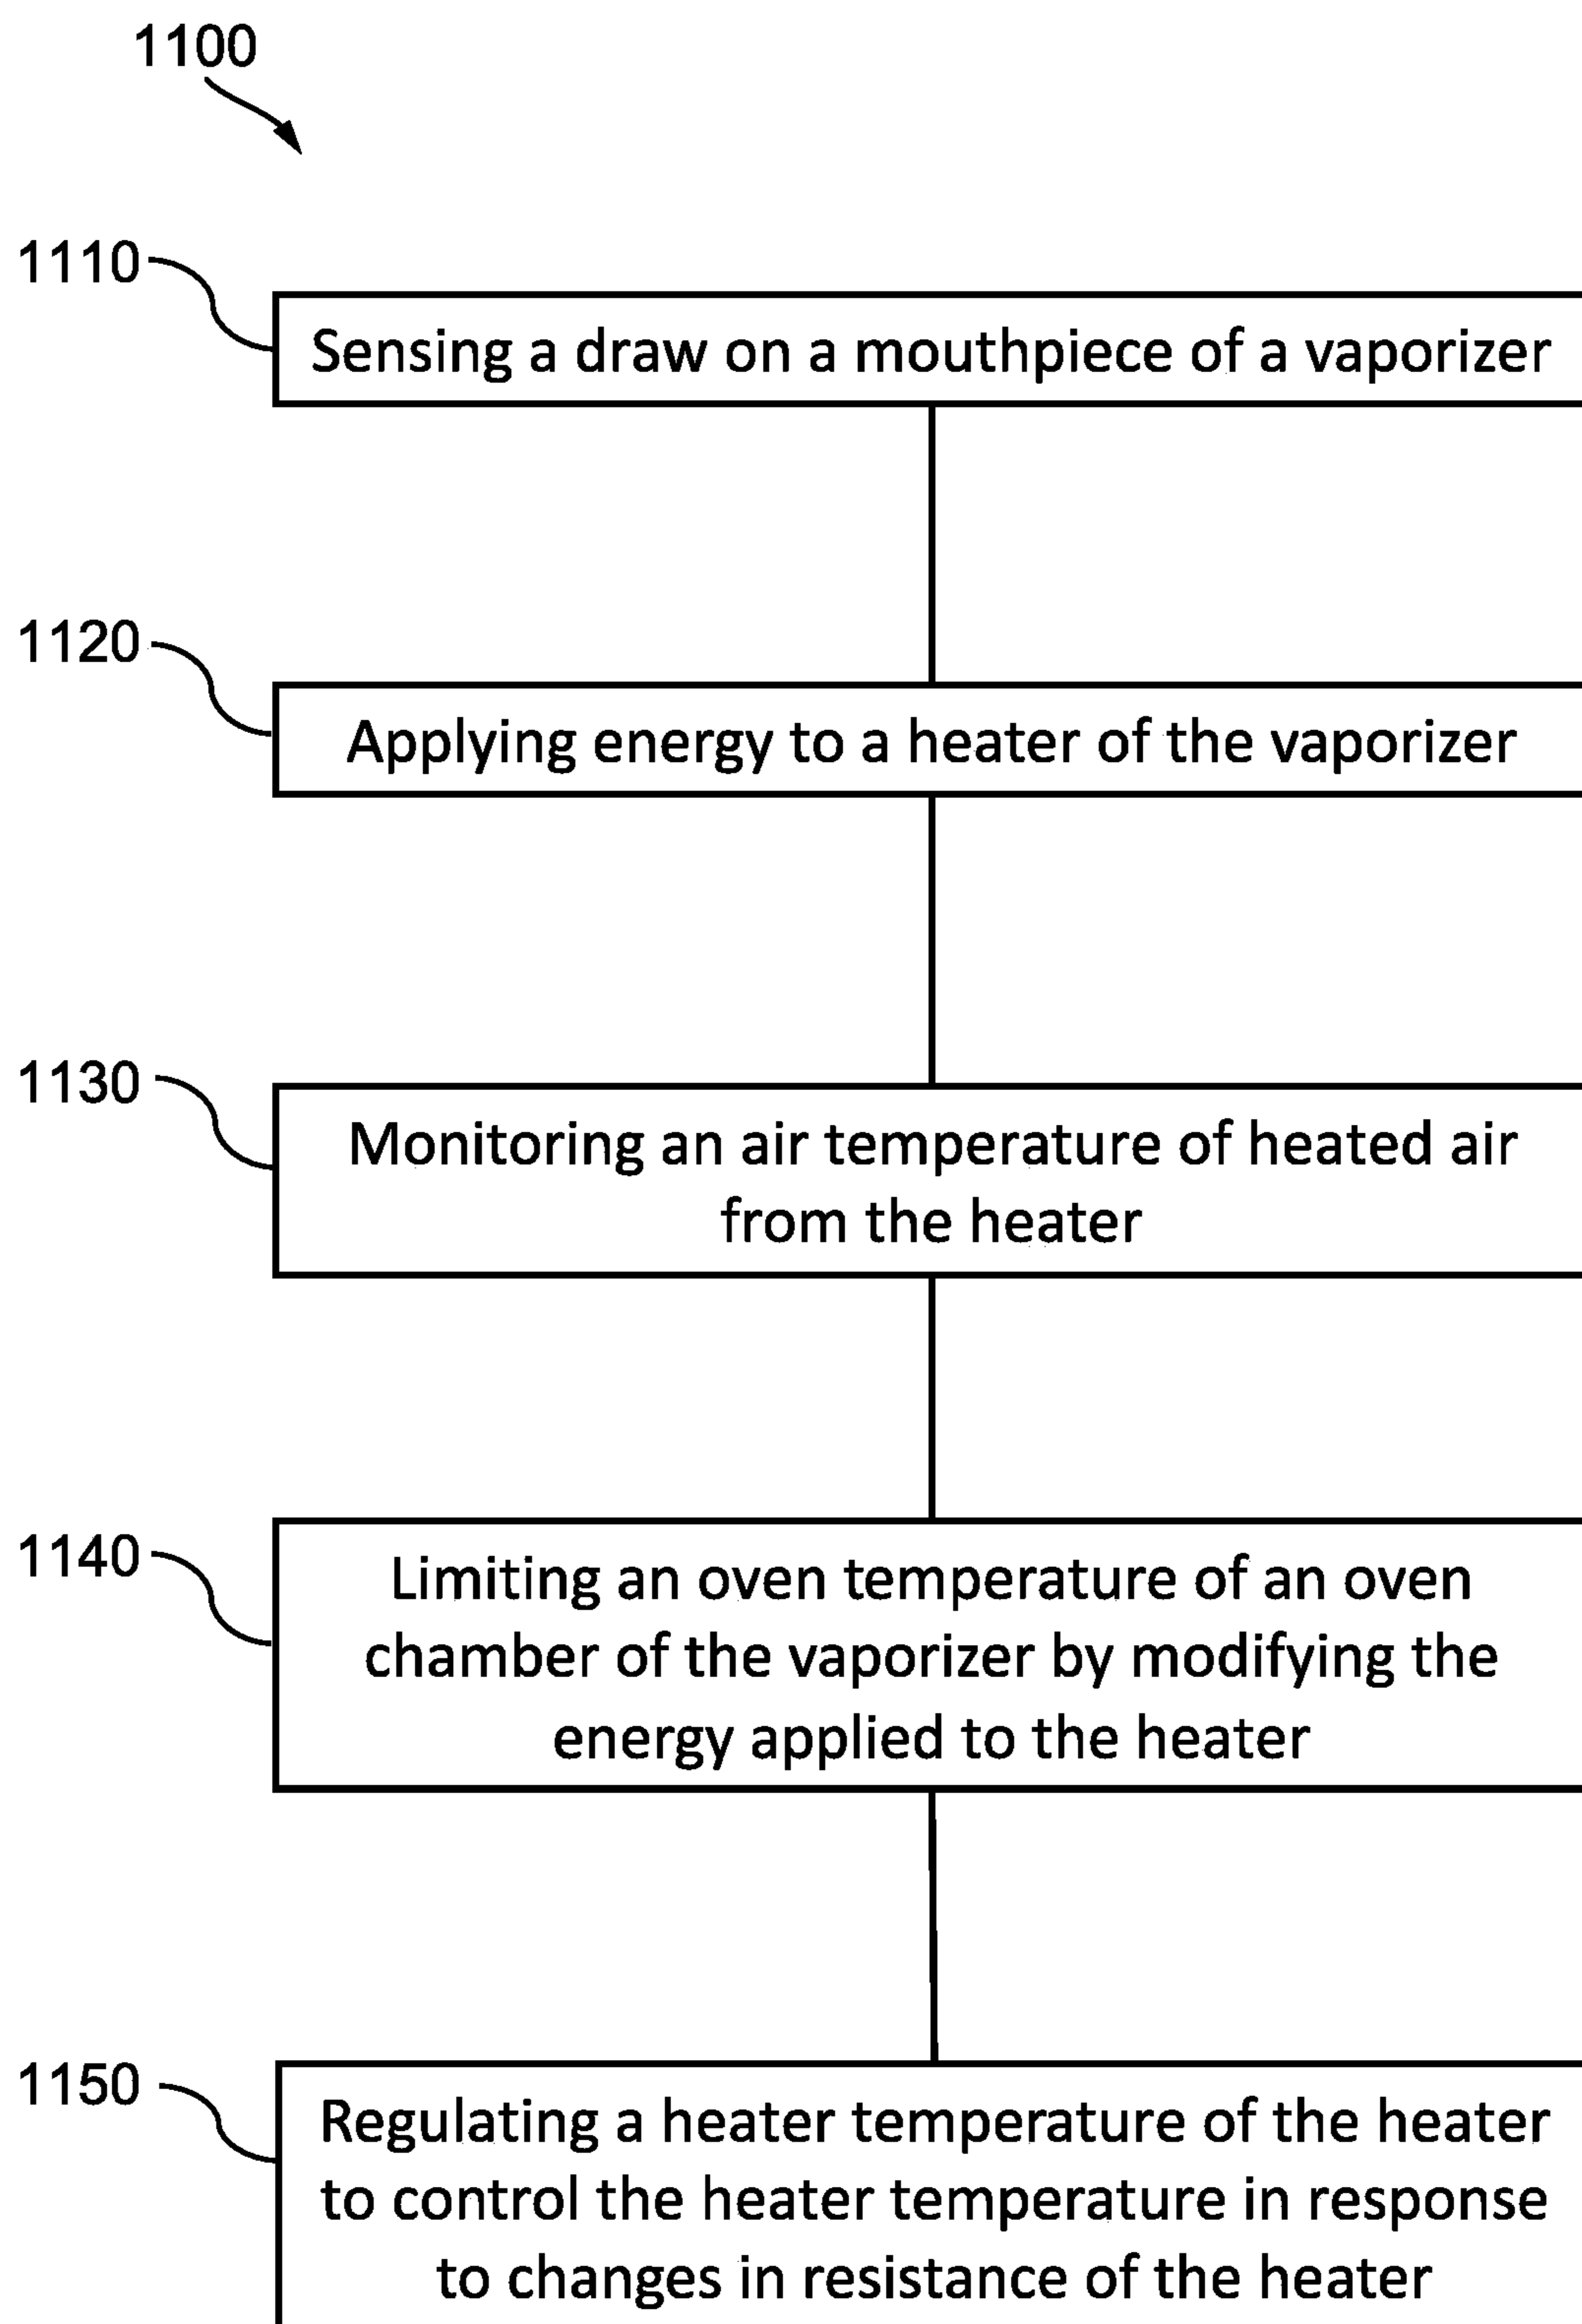 1100
1110
Sensing a draw on a mouthpiece of a vaporizer
1120
Applying energy to a heater of the vaporizer
1130
Monitoring an air temperature of heated air
from the heater
1140
Limiting an oven temperature of an oven
chamber of the vaporizer by modifying the
energy applied to the heater
1150
Regulating a heater temperature of the heater
to control the heater temperature in response
to changes in resistance of the heater